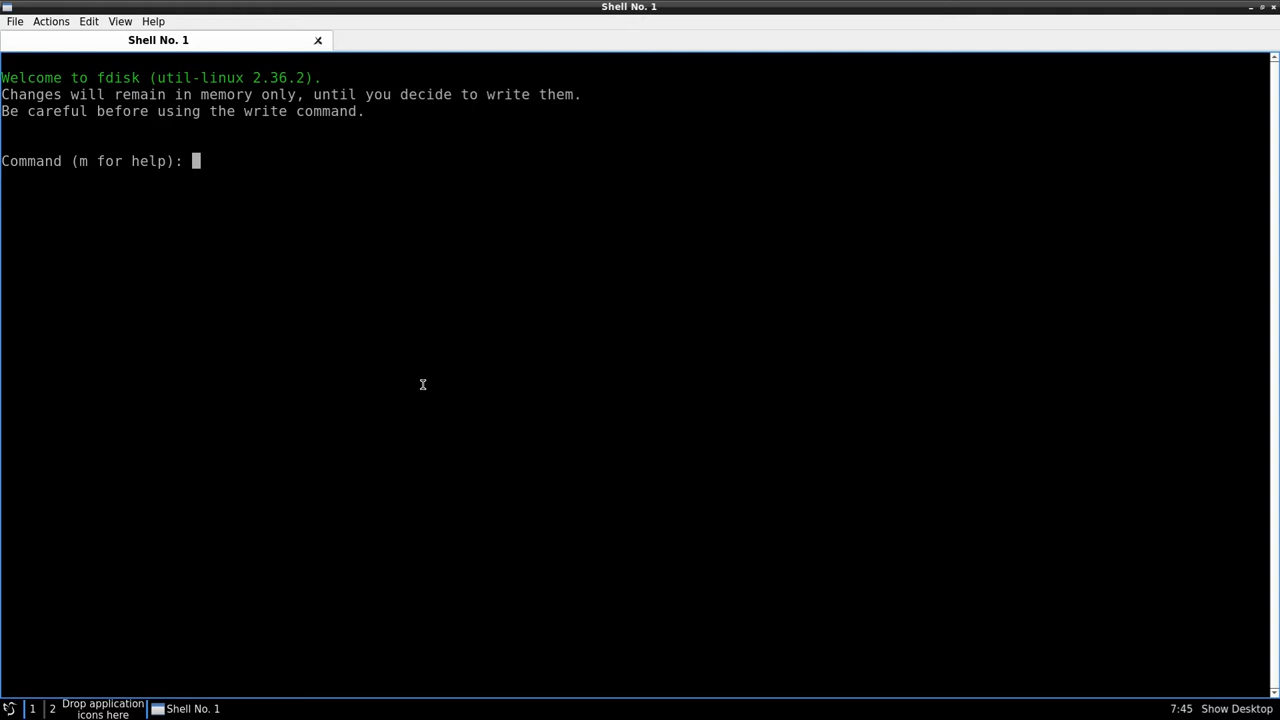 Shell No. 1
File Actions Edit View Help
Shell No. 1
Welcome to fdisk (util-linux 2.36.2).
Changes will remain in memory only, until you decide to write them.
Be careful before using the write command.
Command (m for help):
1 2 Drop application icons here Shell No. 1 7:45 Show Desktop